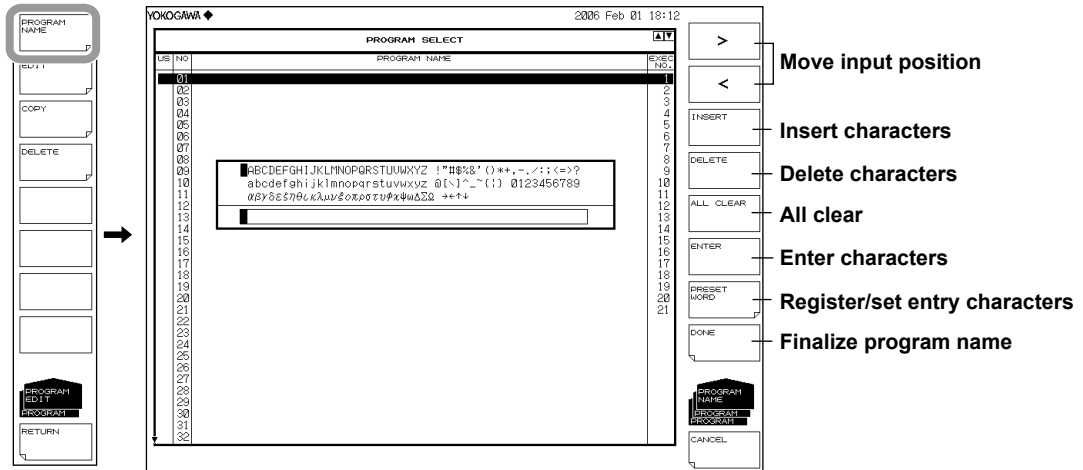 PROGRAM
NAME
EDIT
COPY
DELETE
PROGRAM
EDIT
PROGRAM
RETURN
YOKOGAWA ◆ 2006 Feb 01 18:12
PROGRAM SELECT
US NO PROGRAM NAME EXEC NO.
01 1
02 2
03 3
04 4
05 5
06 6
07 7
08 8
09 9
10 10
11 11
12 12
13 13
14 14
15 15
16 16
17 17
18 18
19 19
20 20
21 21
22
23
24
25
26
27
28
29
30
31
32
ABCDEFGHIJKLMNOPQRSTUVWXYZ !"#$%&'()*+,-./:;<=>?
abcdefghijklmnopqrstuvwxyz @[\]^_~{¦} 0123456789
αβγδεζηθικλμνξοπρστυφχψωΔΣΩ →←↑↓
>
<
Move input position
INSERT
Insert characters
DELETE
Delete characters
ALL CLEAR
All clear
ENTER
Enter characters
PRESET
WORD
Register/set entry characters
DONE
Finalize program name
PROGRAM
NAME
PROGRAM
PROGRAM
CANCEL